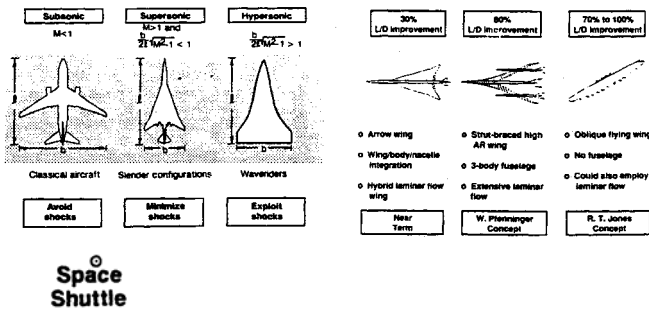 Subsonic
M<1
Classical aircraft
Avoid
shocks
Supersonic
M>1 and
Slender configurations
Minimize
shocks
Hypersonic
b
Waveriders
Exploit
shocks
30%
L/D improvement
o Arrow wing
o Wing/body/nacelle
integration
o Hybrid laminar flow
wing
Near
Term
80%
L/D improvement
o Strut-braced high
AR wing
o 3-body fuselage
o Extensive laminar
flow
W. Pfenninger
Concept
70% to 100%
L/D improvement
o Oblique flying wing
o No fuselage
o Could also employ
laminar flow
R. T. Jones
Concept
Space
Shuttle